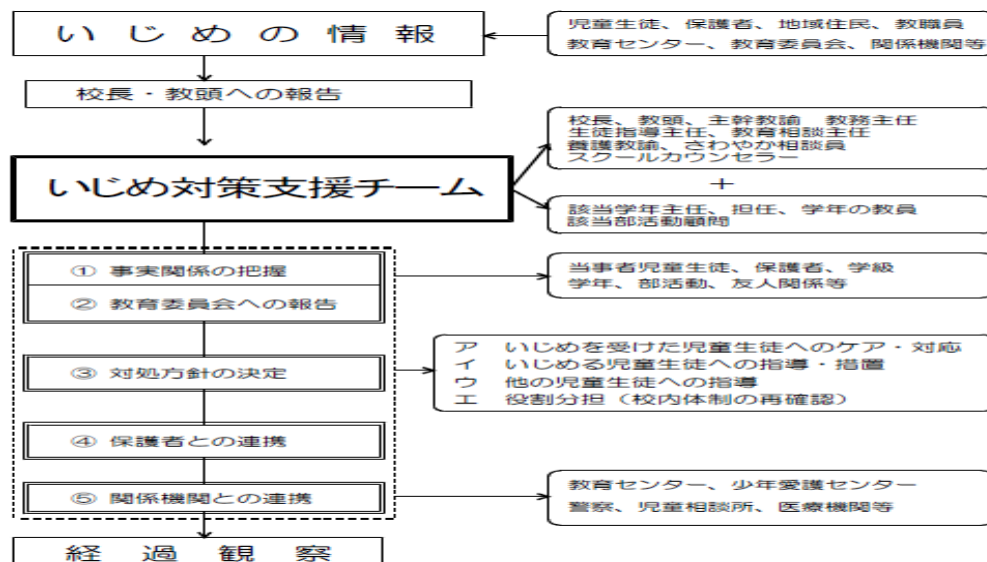 い じ め の 情 報
児童生徒、保護者、地域住民、教職員
教育センター、教育委員会、関係機関等
校長・教頭への報告
校長、教頭、主幹教諭 教務主任
生徒指導主任、教育相談主任
養護教諭、さわやか相談員
スクールカウンセラー
いじめ対策支援チーム
＋
該当学年主任、担任、学年の教員
該当部活動顧問
① 事実関係の把握
当事者児童生徒、保護者、学級
学年、部活動、友人関係等
② 教育委員会への報告
③ 対処方針の決定
ア いじめを受けた児童生徒へのケア・対応
イ いじめる児童生徒への指導・措置
ウ 他の児童生徒への指導
エ 役割分担（校内体制の再確認）
④ 保護者との連携
⑤ 関係機関との連携
教育センター、少年愛護センター
警察、児童相談所、医療機関等
経 過 観 察